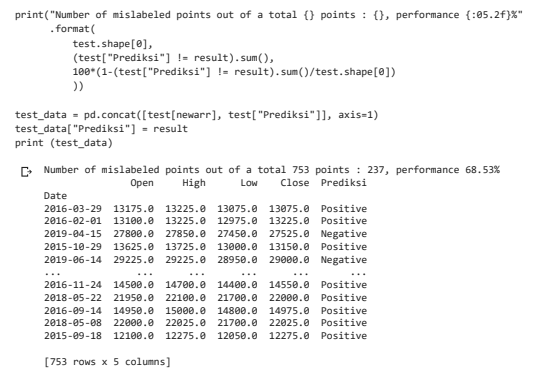 print("Number of mislabeled points out of a total {} points : {}, performance {:05.2f}%"
      .format(
          test.shape[0],
          (test["Prediksi"] != result).sum(),
          100*(1-(test["Prediksi"] != result).sum()/test.shape[0])
          ))
test_data = pd.concat([test[newarr], test["Prediksi"]], axis=1)
test_data["Prediksi"] = result
print (test_data)
Number of mislabeled points out of a total 753 points : 237, performance 68.53%
Open High Low Close Prediksi
Date
2016-03-29 13175.0 13225.0 13075.0 13075.0 Positive
2016-02-01 13100.0 13225.0 12975.0 13225.0 Positive
2019-04-15 27800.0 27850.0 27450.0 27525.0 Negative
2015-10-29 13625.0 13725.0 13000.0 13150.0 Positive
2019-06-14 29225.0 29225.0 28950.0 29000.0 Negative
... ... ... ... ... ...
2016-11-24 14500.0 14700.0 14400.0 14550.0 Positive
2018-05-22 21950.0 22100.0 21700.0 22000.0 Positive
2016-09-14 14950.0 15000.0 14800.0 14975.0 Positive
2018-05-08 22000.0 22025.0 21700.0 22025.0 Positive
2015-09-18 12100.0 12275.0 12050.0 12275.0 Positive
[753 rows x 5 columns]